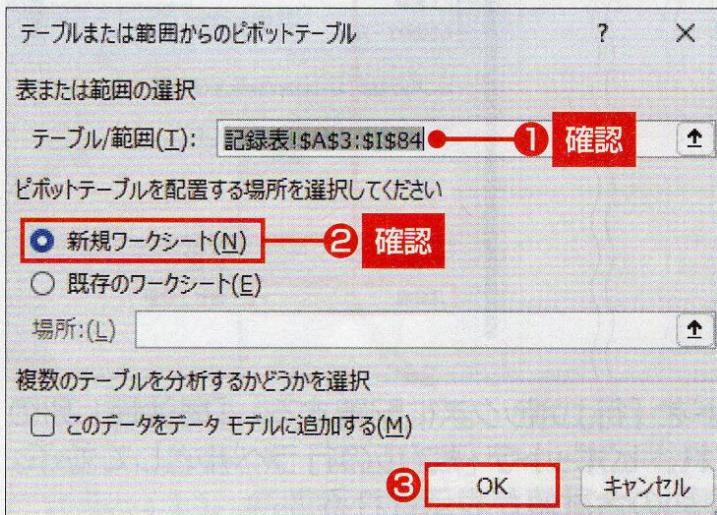 テーブルまたは範囲からのピボットテーブル ? ×
表または範囲の選択
テーブル/範囲(T): 記録表!$A$3:$I$84 ❶ 確認
ピボットテーブルを配置する場所を選択してください
新規ワークシート(N) ❷ 確認
既存のワークシート(E)
場所:(L)
複数のテーブルを分析するかどうかを選択
このデータをデータ モデルに追加する(M)
❸ OK キャンセル